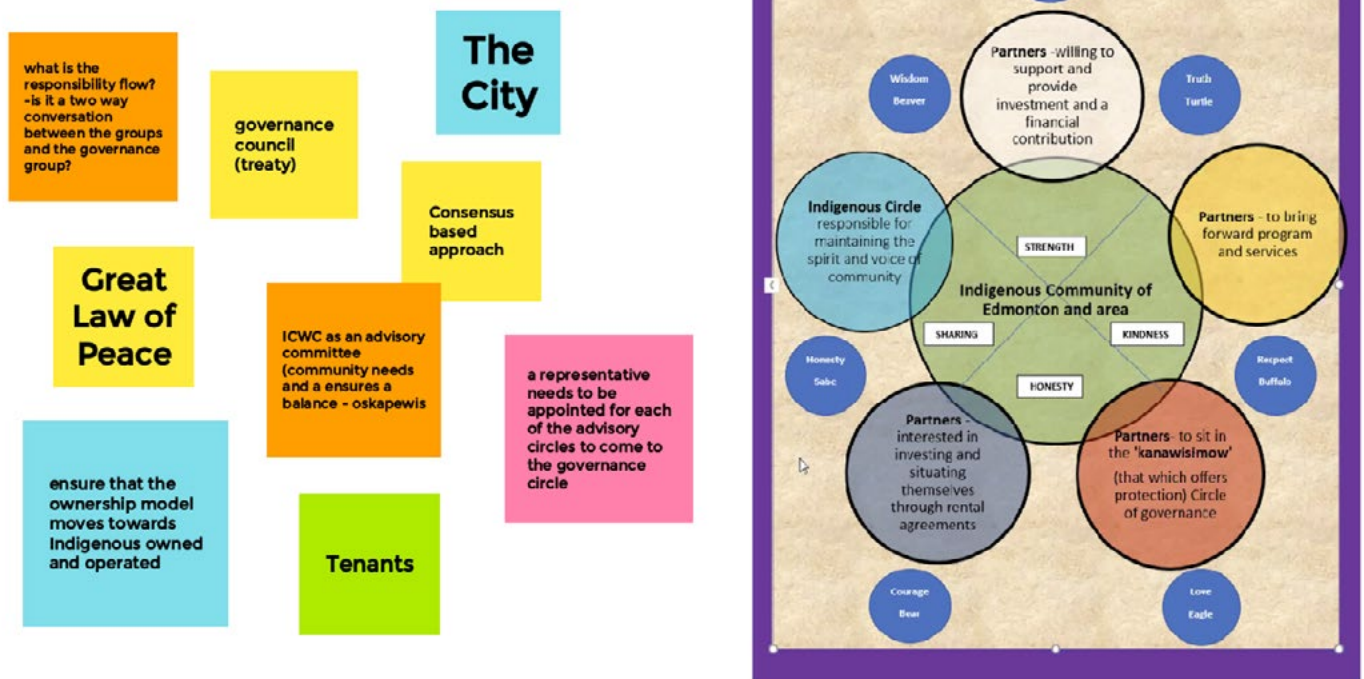 what is the
responsibility flow?
-is it a two way
conversation
between the groups
and the governance
group?
governance
council
(treaty)
The
City
Consensus
based
approach
Great
Law of
Peace
ICWC as an advisory
committee
(community needs
and a ensures a
balance - oskapewis
a representative
needs to be
appointed for each
of the advisory
circles to come to
the governance
circle
ensure that the
ownership model
moves towards
Indigenous owned
and operated
Tenants
Partners -willing to
support and
provide
investment and a
financial
contribution
Wisdom
Beaver
Truth
Turtle
Indigenous Circle
responsible for
maintaining the
spirit and voice of
community
Partners - to bring
forward program
and services
STRENGTH
Indigenous Community of
Edmonton and area
SHARING
KINDNESS
HONESTY
Honesty
Sabe
Respect
Buffalo
Partners -
interested in
investing and
situating
themselves
through rental
agreements
Partners- to sit in
the 'kanawisimow'
(that which offers
protection) Circle
of governance
Courage
Bear
Love
Eagle